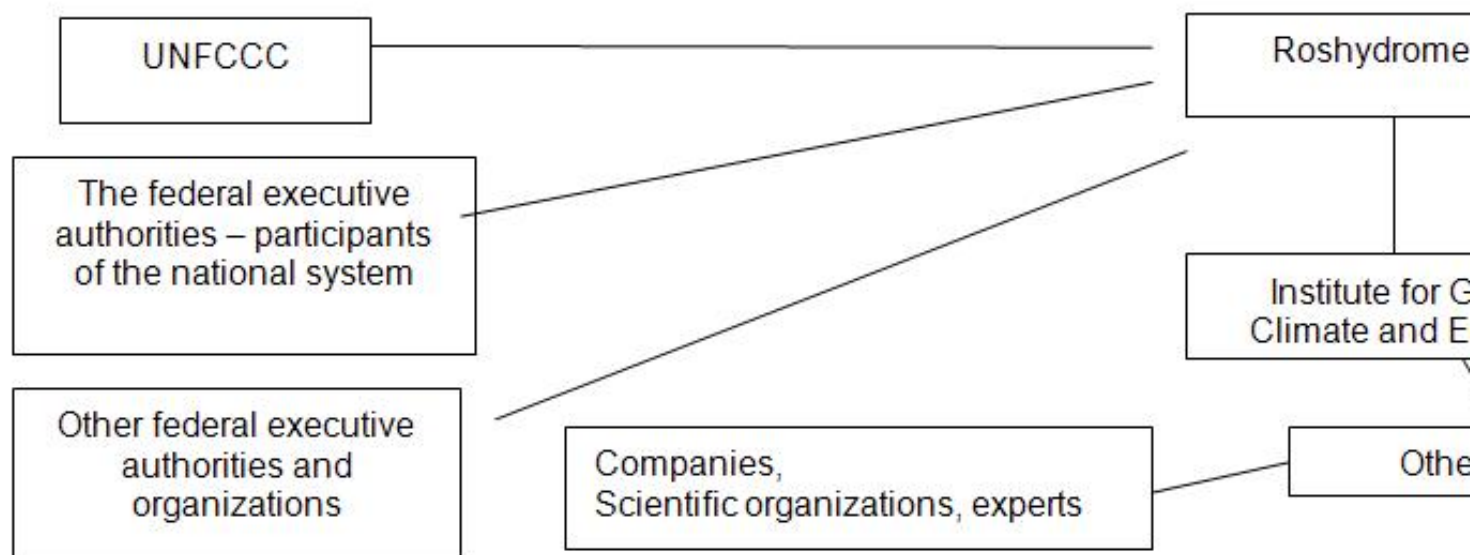 UNFCCC
Roshydrome
The federal executive
authorities – participants
of the national system
Institute for G
Climate and E
Other federal executive
authorities and
organizations
Companies,
Scientific organizations, experts
Othe